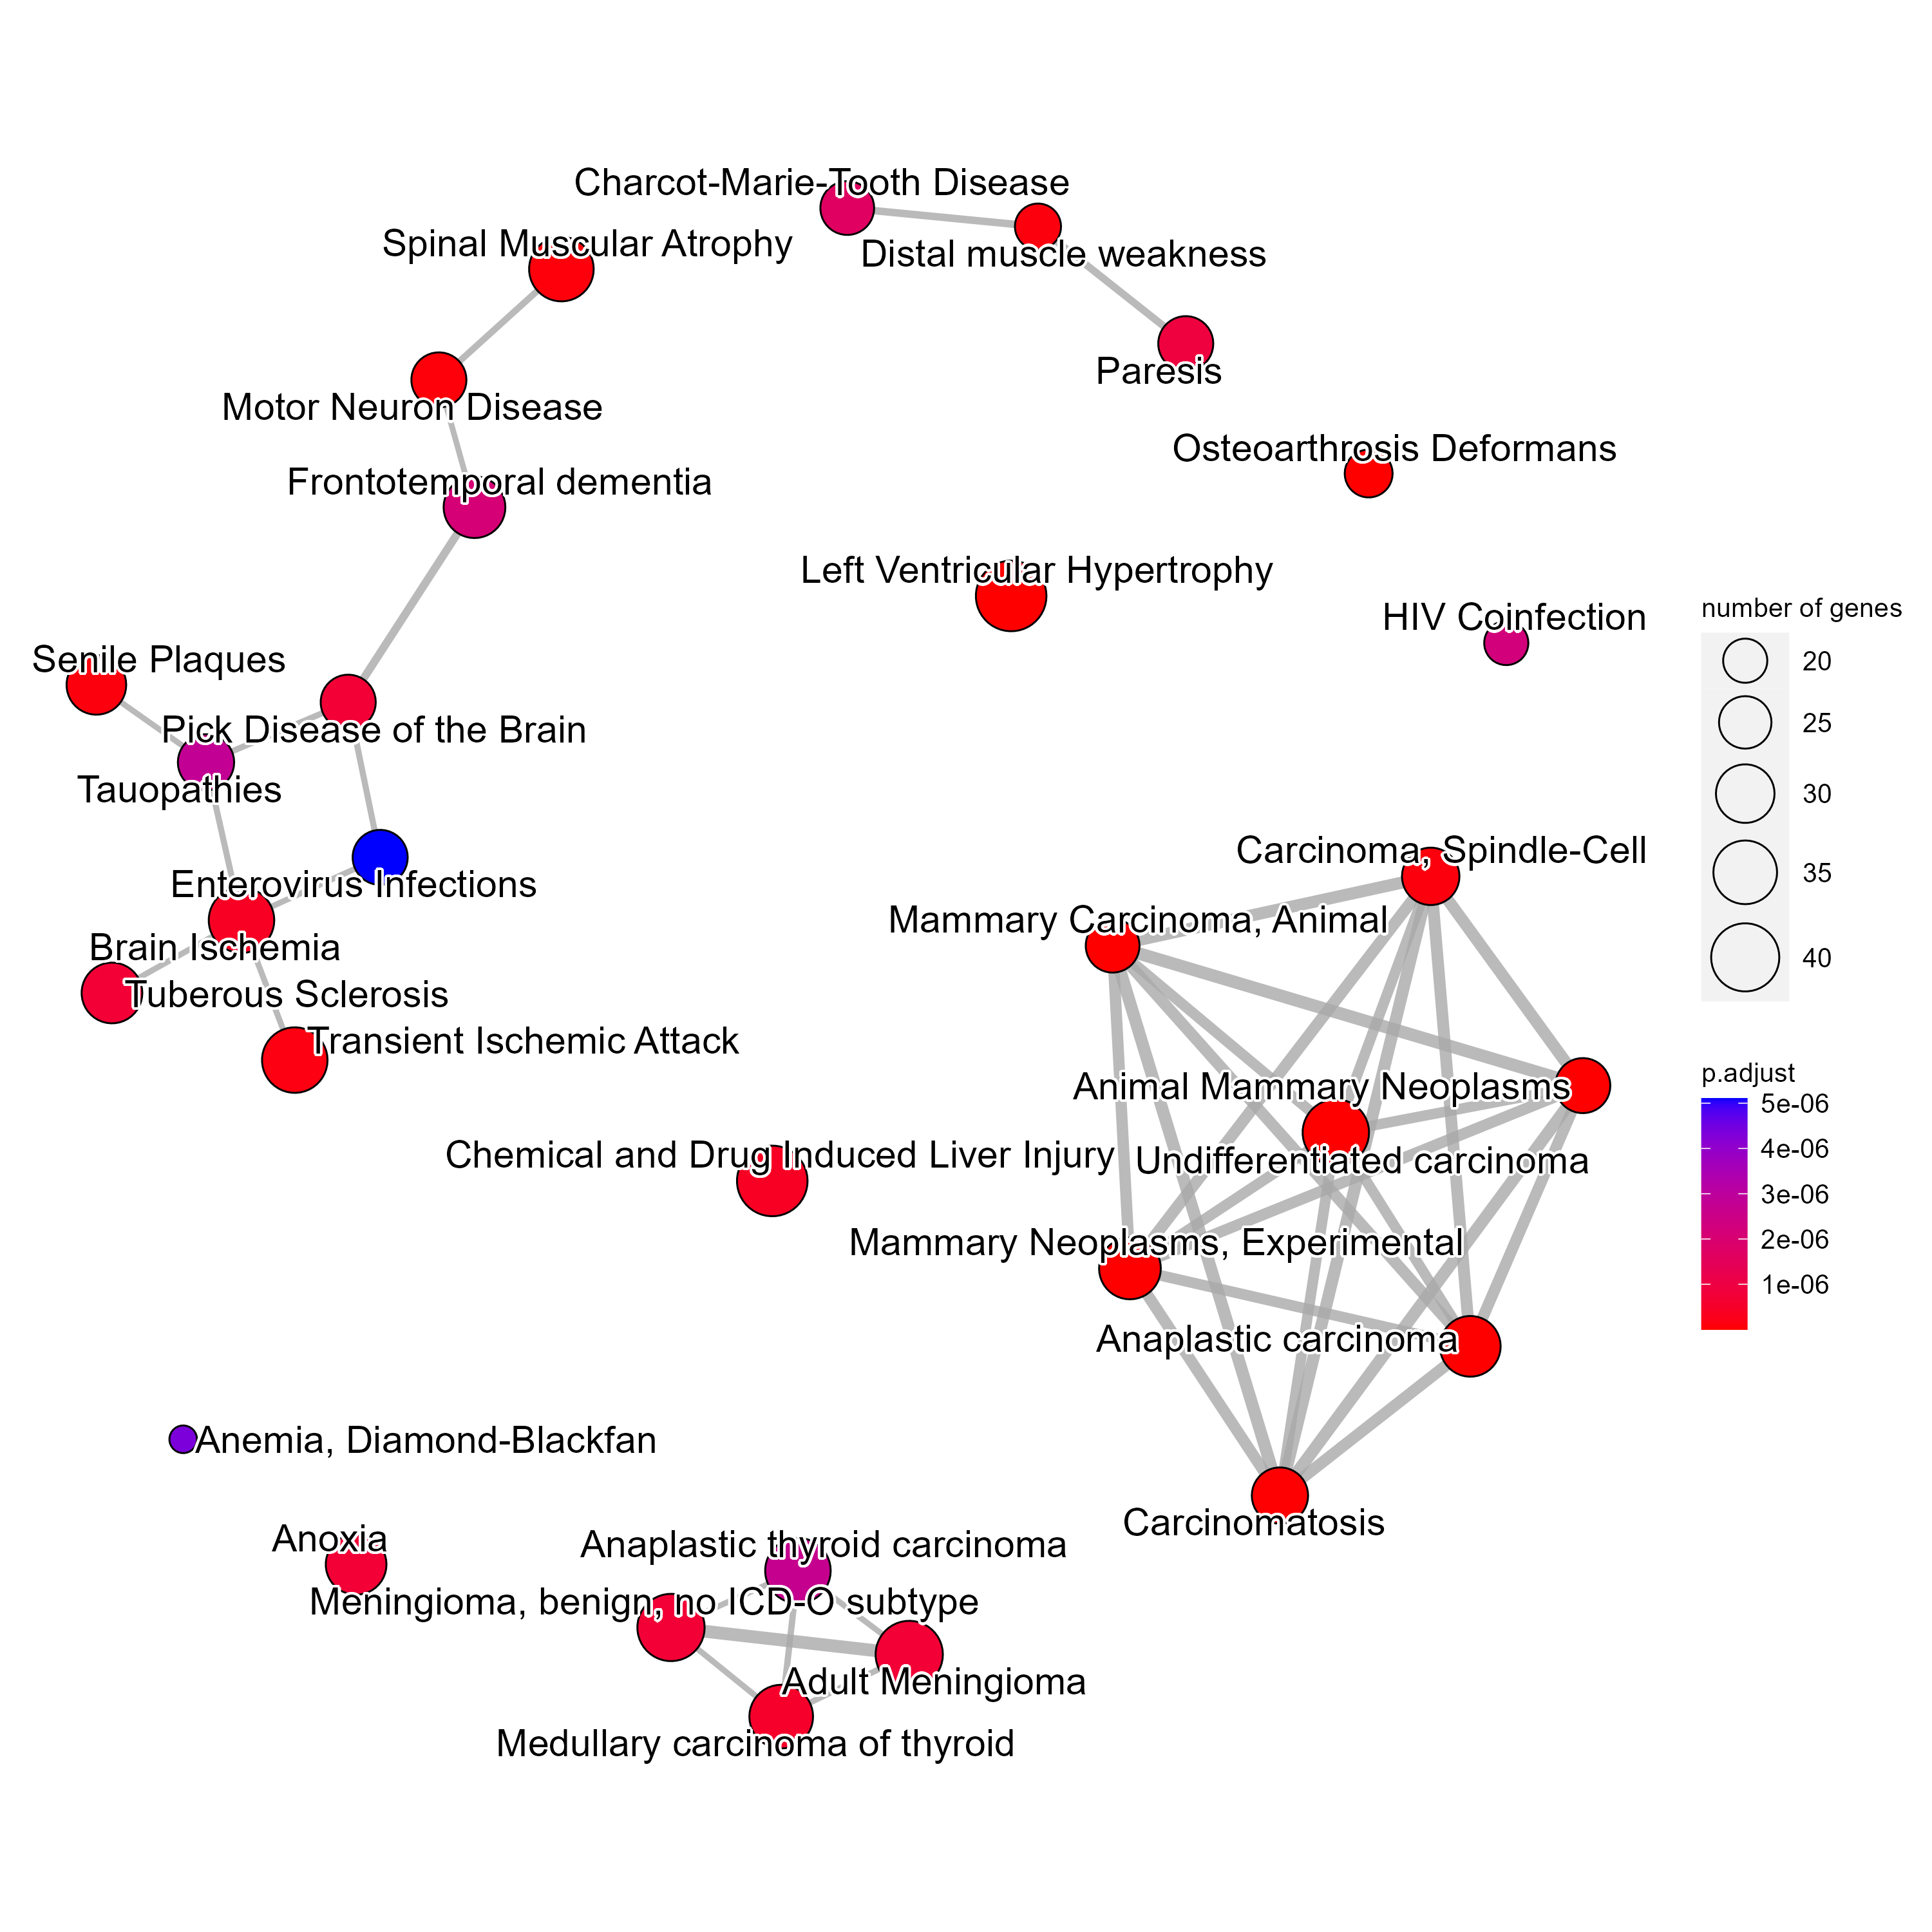 Charcot-Marie-Tooth Disease
Spinal Muscular Atrophy
Distal muscle weakness
Paresis
Motor Neuron Disease
Osteoarthrosis Deformans
Frontotemporal dementia
Left Ventricular Hypertrophy
HIV Coinfection
Senile Plaques
Pick Disease of the Brain
Tauopathies
Enterovirus Infections
Brain Ischemia
Tuberous Sclerosis
Transient Ischemic Attack
Carcinoma, Spindle-Cell
Mammary Carcinoma, Animal
Animal Mammary Neoplasms
Undifferentiated carcinoma
Chemical and Drug Induced Liver Injury
Mammary Neoplasms, Experimental
Anaplastic carcinoma
Carcinomatosis
Anemia, Diamond-Blackfan
Anoxia
Anaplastic thyroid carcinoma
Meningioma, benign, no ICD-O subtype
Adult Meningioma
Medullary carcinoma of thyroid
number of genes
20
25
30
35
40
p.adjust
5e-06
4e-06
3e-06
2e-06
1e-06